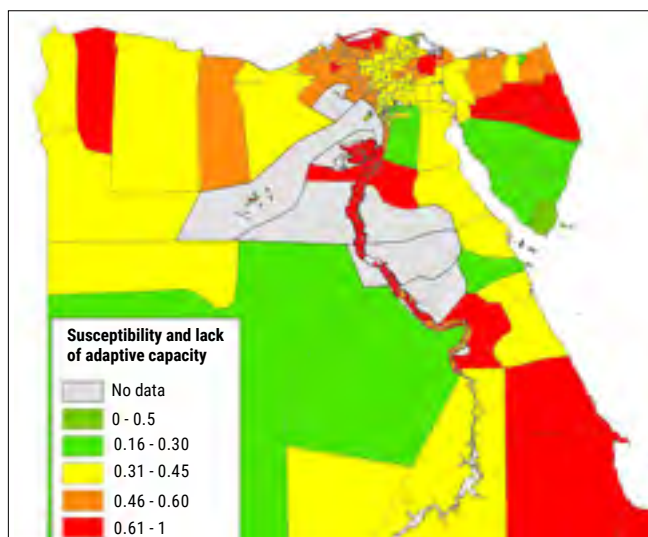 Susceptibility and lack
of adaptive capacity
No data
0 - 0.5
0.16 - 0.30
0.31 - 0.45
0.46 - 0.60
0.61 - 1